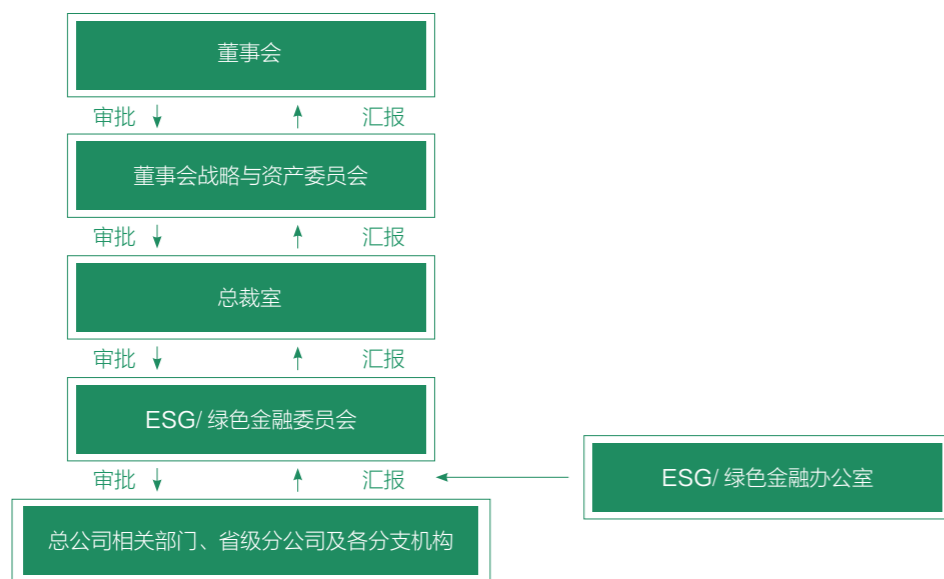 董事会
审批 汇报
董事会战略与资产委员会
审批 汇报
总裁室
审批 汇报
ESG/ 绿色金融委员会
审批 汇报
ESG/ 绿色金融办公室
总公司相关部门、省级分公司及各分支机构